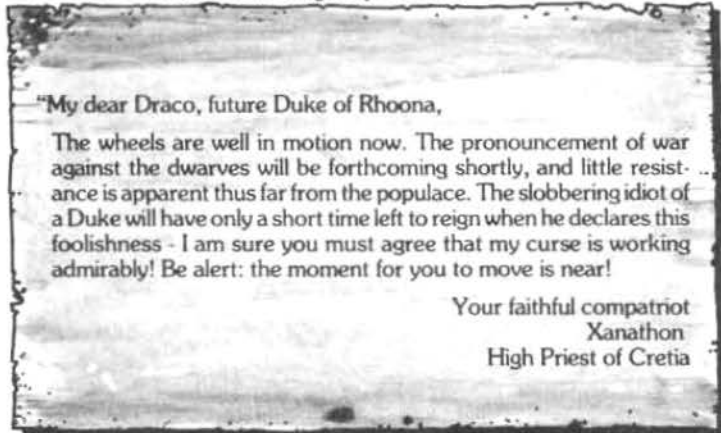 "My dear Draco, future Duke of Rhoona,
The wheels are well in motion now. The pronouncement of war
against the dwarves will be forthcoming shortly, and little resist-
ance is apparent thus far from the populace. The slobbering idiot of
a Duke will have only a short time left to reign when he declares this
foolishness - I am sure you must agree that my curse is working
admirably! Be alert: the moment for you to move is near!
Your faithful compatriot
Xanathon
High Priest of Cretia